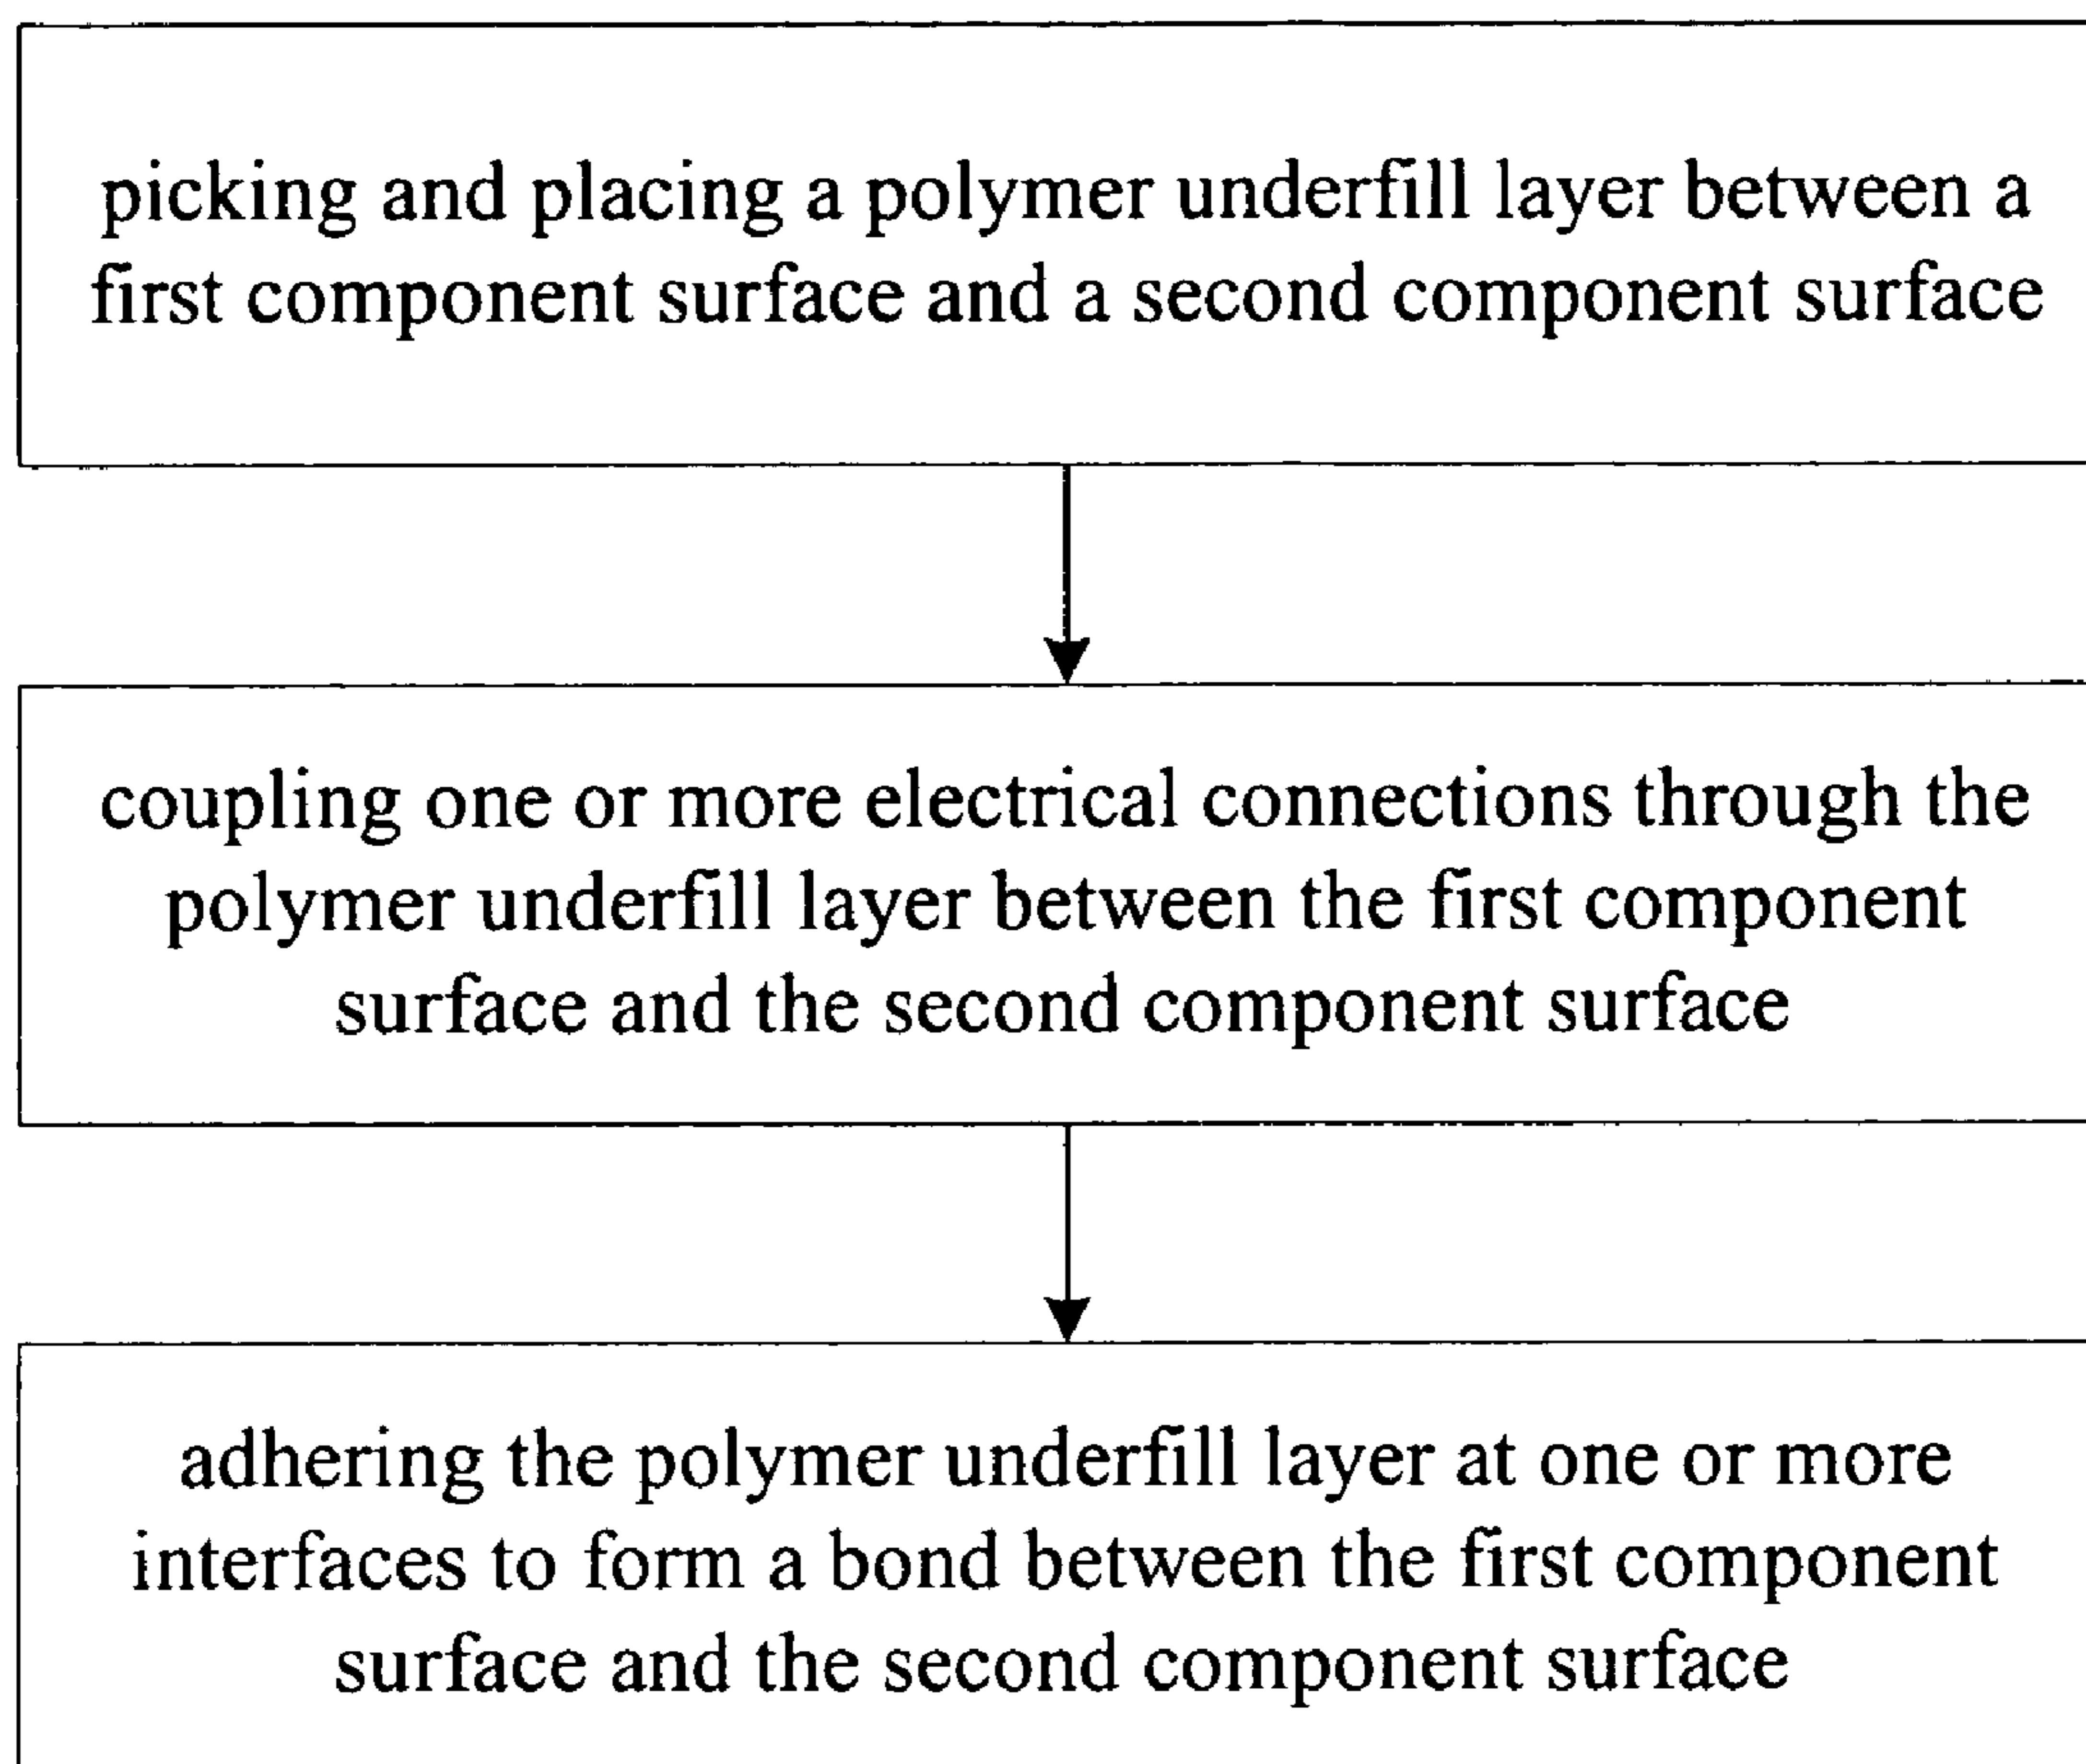 picking and placing a polymer underfill layer between a
first component surface and a second component surface
coupling one or more electrical connections through the
polymer underfill layer between the first component
surface and the second component surface
adhering the polymer underfill layer at one or more
interfaces to form a bond between the first component
surface and the second component surface